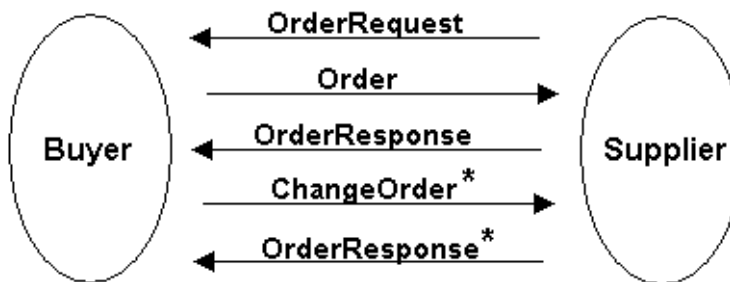 OrderRequest
Order
OrderResponse
Buyer
Supplier
ChangeOrder*
OrderResponse*